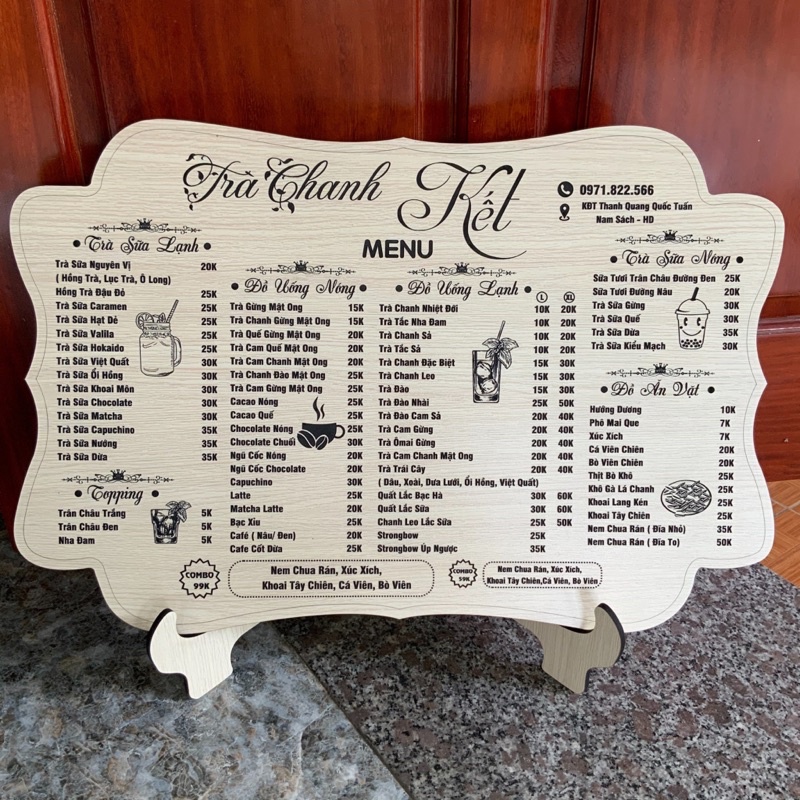 Trà Chanh Kết
MENU
0971.822.566
KĐT Thanh Quang Quốc Tuấn
Nam Sách - HD
Trà Sữa Lạnh
Trà Sữa Nguyên Vị 20K
( Hồng Trà, Lục Trà, Ô Long)
Hồng Trà Đậu Đỏ 25K
Trà Sữa Caramen 25K
Trà Sữa Hạt Dẻ 25K
Trà Sữa Valila 25K
Trà Sữa Hokaido 25K
Trà Sữa Việt Quất 25K
Trà Sữa Ổi Hồng 30K
Trà Sữa Khoai Môn 30K
Trà Sữa Chocolate 30K
Trà Sữa Matcha 30K
Trà Sữa Capuchino 35K
Trà Sữa Nướng 35K
Trà Sữa Dừa 35K
Topping
Trân Châu Trắng 5K
Trân Châu Đen 5K
Nha Đam 5K
Đồ Uống Nóng
Trà Gừng Mật Ong 15K
Trà Chanh Gừng Mật Ong 15K
Trà Quế Gừng Mật Ong 20K
Trà Cam Quế Mật Ong 20K
Trà Cam Chanh Mật Ong 20K
Trà Chanh Đào Mật Ong 25K
Trà Cam Gừng Mật Ong 25K
Cacao Nóng 25K
Cacao Quế 25K
Chocolate Nóng 25K
Chocolate Chuối 30K
Ngũ Cốc Nóng 20K
Ngũ Cốc Chocolate 20K
Capuchino 30K
Latte 25K
Matcha Latte 20K
Bạc Xỉu 25K
Café ( Nâu/ Đen) 20K
Cafe Cốt Dừa 25K
Đồ Uống Lạnh
L XL
Trà Chanh Nhiệt Đới 10K 20K
Trà Tắc Nha Đam 10K 20K
Trà Chanh Sả 10K 20K
Trà Tắc Sả 10K 20K
Trà Chanh Đặc Biệt 15K 30K
Trà Chanh Leo 15K 30K
Trà Đào 15K 30K
Trà Đào Nhài 25K 50K
Trà Đào Cam Sả 20K 40K
Trà Cam Gừng 20K 40K
Trà Ômai Gừng 20K 40K
Trà Cam Chanh Mật Ong 20K 40K
Trà Trái Cây 20K 40K
( Dâu, Xoài, Dưa Lưới, Ổi Hồng, Việt Quất)
Quất Lắc Bạc Hà 30K 60K
Quất Lắc Sữa 30K 60K
Chanh Leo Lắc Sữa 25K 50K
Strongbow 25K
Strongbow Úp Ngược 35K
Trà Sữa Nóng
Sữa Tươi Trân Châu Đường Đen 25K
Sữa Tươi Đường Nâu 20K
Trà Sữa Gừng 30K
Trà Sữa Quế 30K
Trà Sữa Dừa 35K
Trà Sữa Kiều Mạch 30K
Đồ Ăn Vặt
Hướng Dương 10K
Phô Mai Que 7K
Xúc Xích 7K
Cá Viên Chiên 20K
Bò Viên Chiên 20K
Thịt Bò Khô 25K
Khô Gà Lá Chanh 25K
Khoai Lang Kén 25K
Khoai Tây Chiên 25K
Nem Chua Rán ( Đĩa Nhỏ) 35K
Nem Chua Rán ( Đĩa To) 50K
COMBO
99K
Nem Chua Rán, Xúc Xích,
Khoai Tây Chiên, Cá Viên, Bò Viên
COMBO
59K
Nem Chua Rán, Xúc Xích,
Khoai Tây Chiên,Cá Viên, Bò Viên